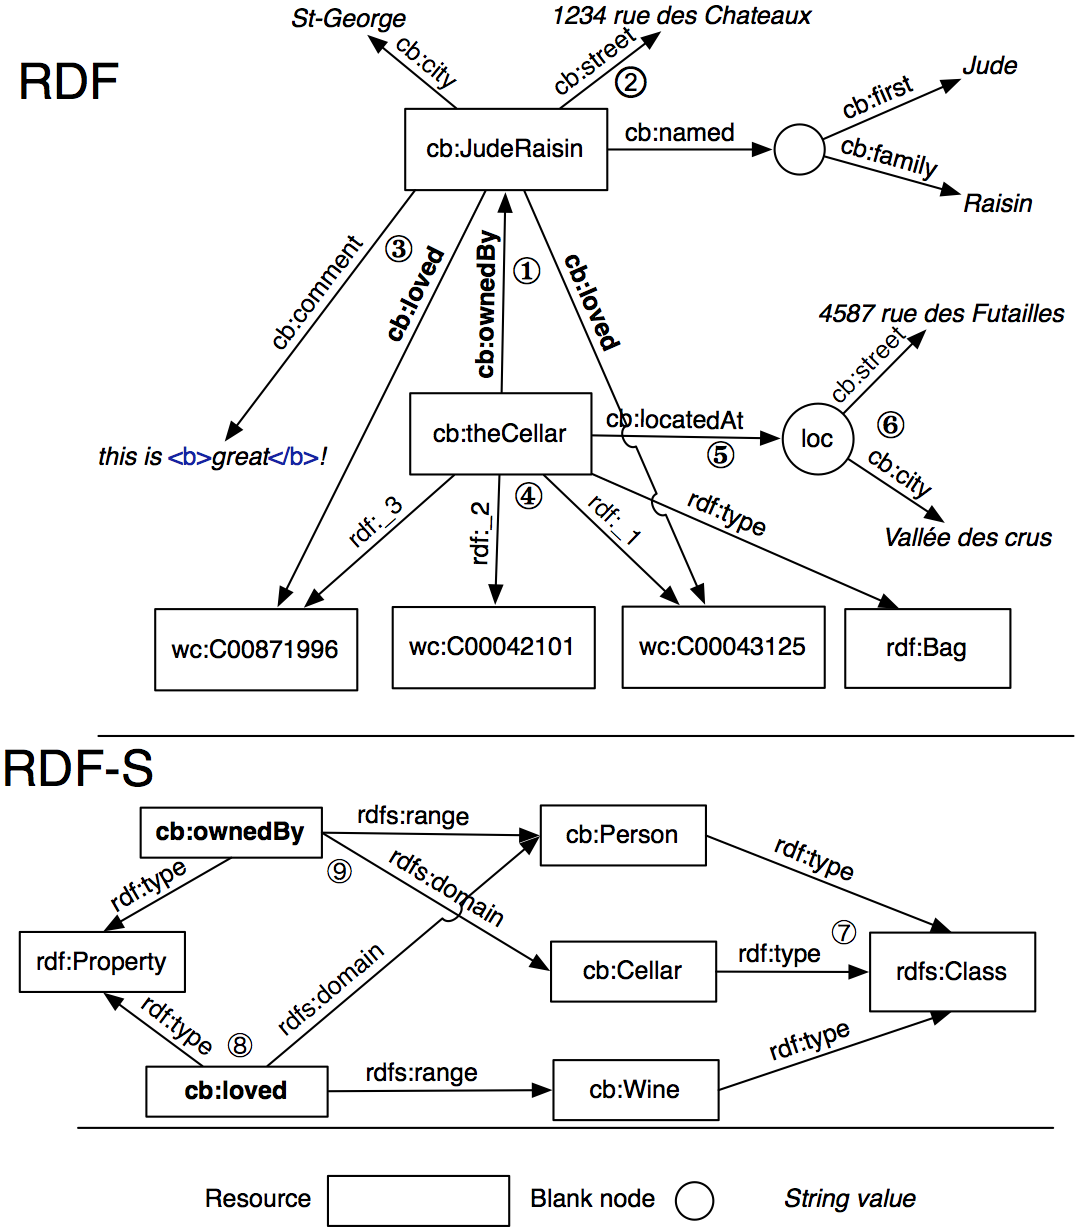 RDF
St-George
1234 rue des Chateaux
cb:city
cb:street
②
cb:JudeRaisin
cb:named
cb:first
Jude
cb:family
Raisin
③
cb:comment
cb:loved
cb:ownedBy
①
cb:loved
this is <b>great</b>!
cb:theCellar
cb:locatedAt
⑤
loc
4587 rue des Futailles
cb:street
⑥
cb:city
Vallée des crus
rdf:_3
rdf:_2
④
rdf:_1
rdf:type
wc:C00871996
wc:C00042101
wc:C00043125
rdf:Bag
RDF-S
cb:ownedBy
rdfs:range
cb:Person
rdf:type
⑨
rdfs:domain
rdf:type
rdf:Property
cb:Cellar
rdf:type
⑦
rdfs:Class
rdf:type
⑧
rdfs:domain
cb:loved
rdfs:range
cb:Wine
rdf:type
Resource
Blank node
String value